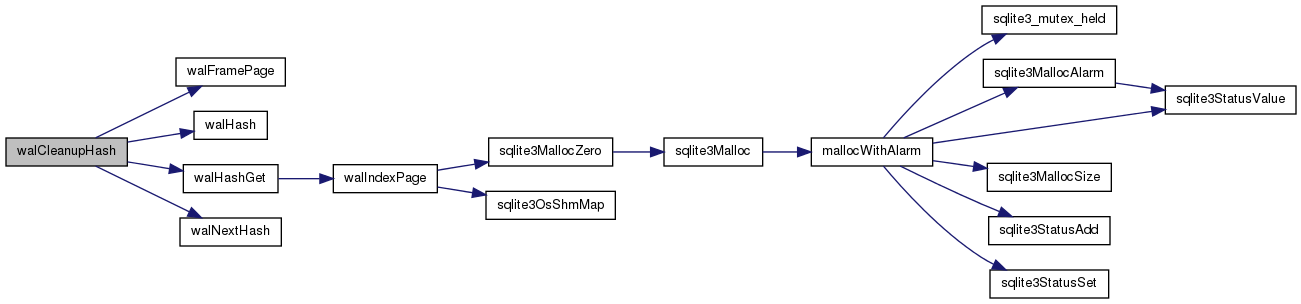 walCleanupHash
walFramePage
walHash
walHashGet
walNextHash
walIndexPage
sqlite3MallocZero
sqlite3OsShmMap
sqlite3Malloc
mallocWithAlarm
sqlite3_mutex_held
sqlite3MallocAlarm
sqlite3StatusValue
sqlite3MallocSize
sqlite3StatusAdd
sqlite3StatusSet